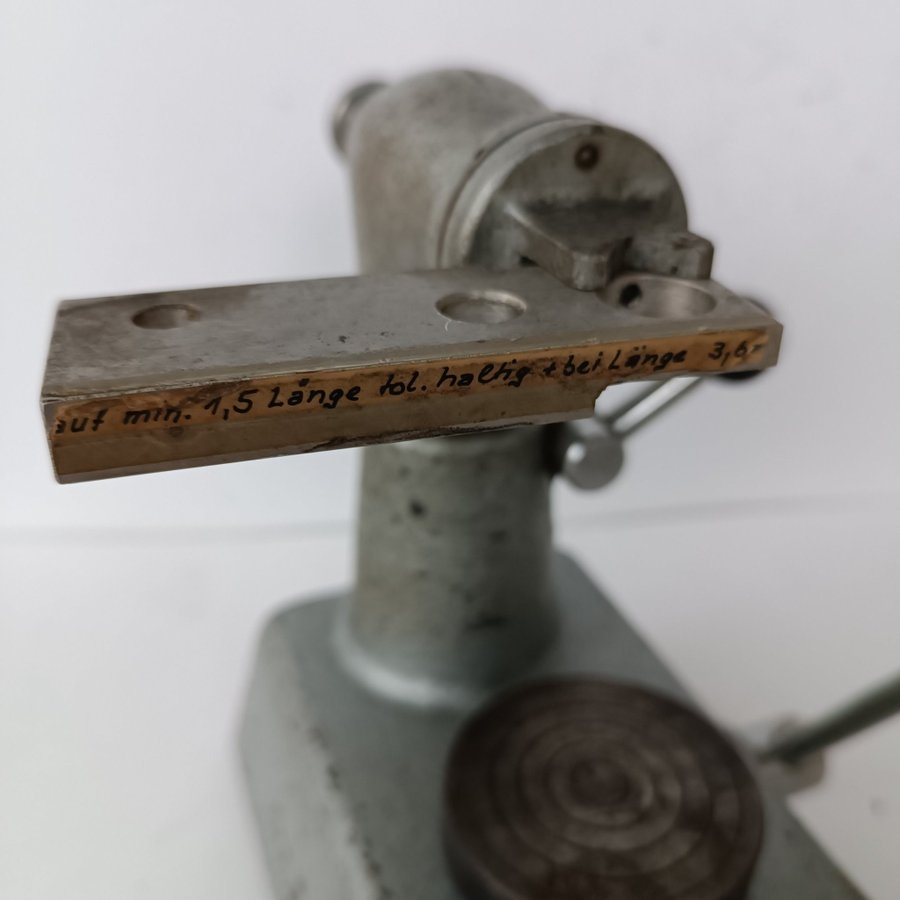 auf min. 1,5 Länge tol. haltig + bei Länge 3,6